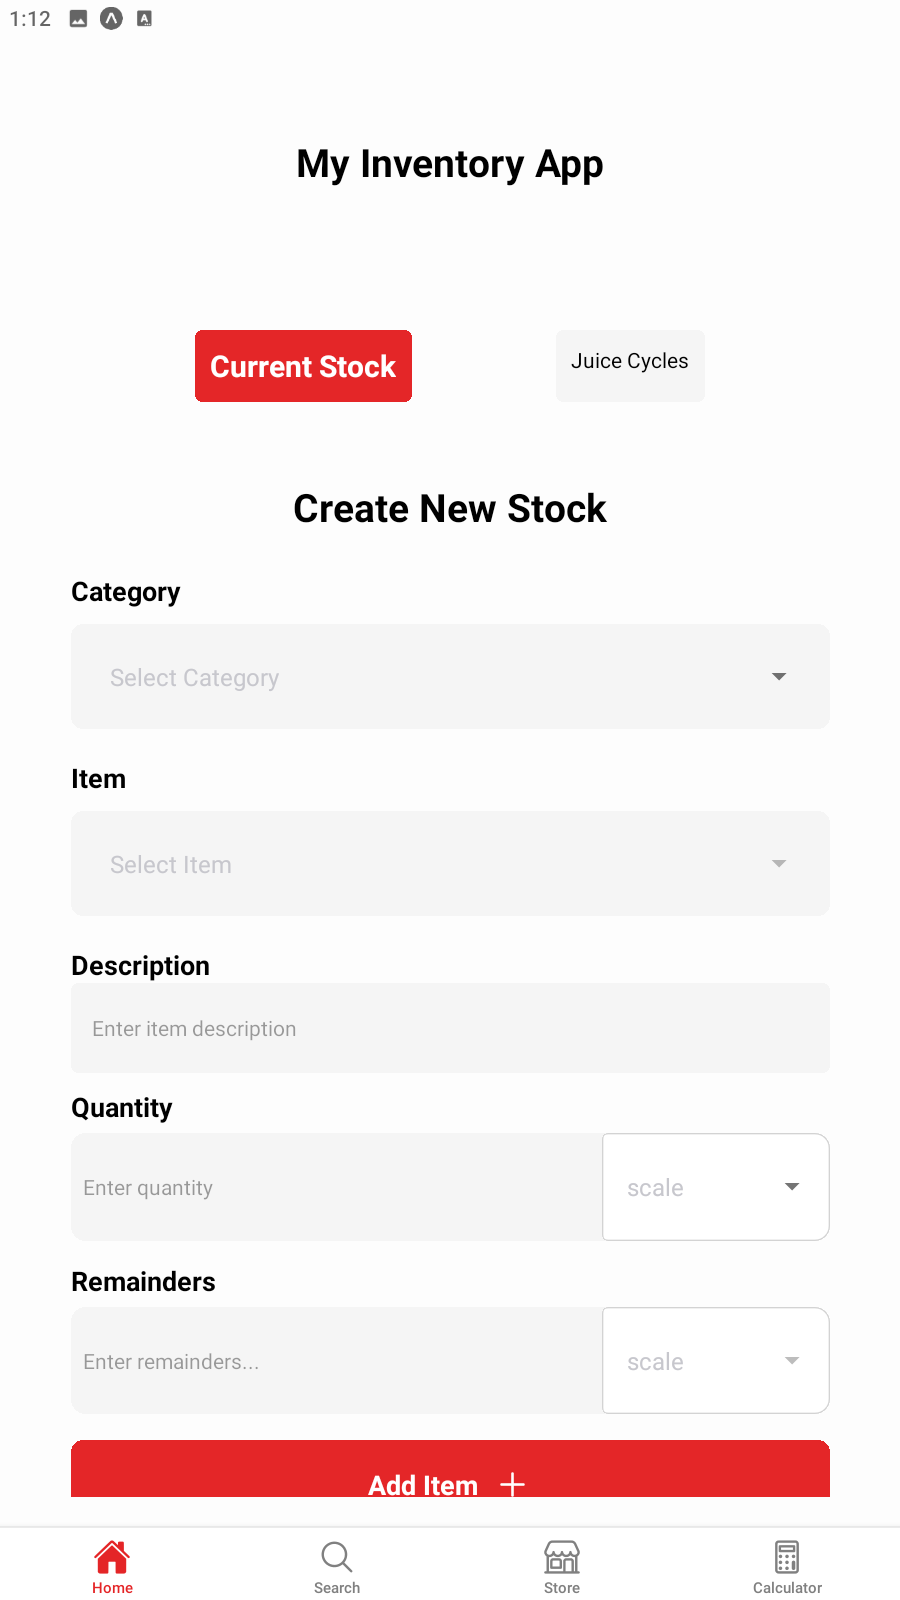 1:12
My Inventory App
Current Stock
Juice Cycles
Create New Stock
Category
Select Category
Item
Select Item
Description
Enter item description
Quantity
Enter quantity
scale
Remainders
Enter remainders...
scale
Add Item
Home
Search
Store
Calculator